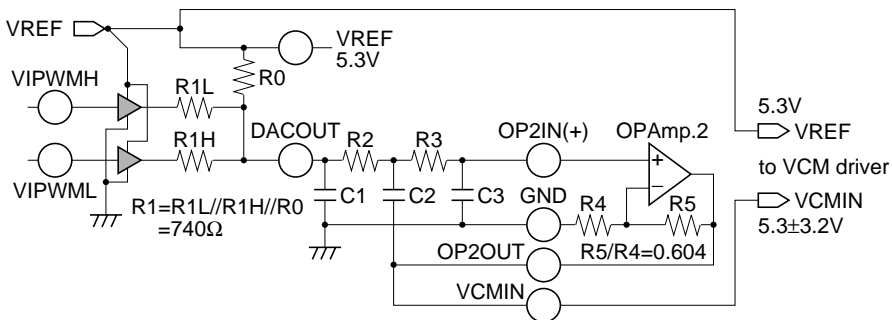 VREF
VIPWMH
VIPWML
R1L
R1H
R0
VREF
5.3V
DACOUT
R1=R1L//R1H//R0
=740Ω
R2
R3
C1
C2
C3
OP2IN(+)
OPAmp.2
+
−
GND
R4
R5
R5/R4=0.604
OP2OUT
VCMIN
5.3V
VREF
to VCM driver
VCMIN
5.3±3.2V